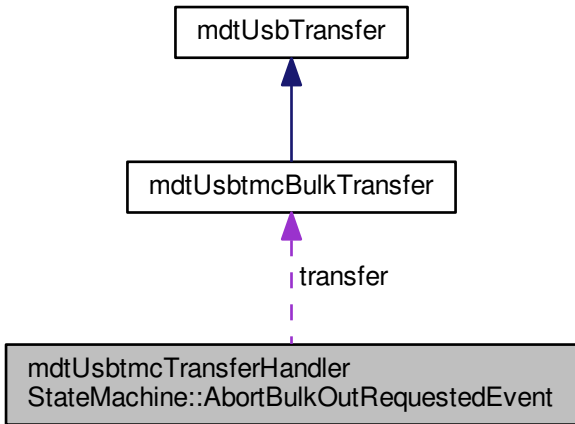 mdtUsbTransfer
mdtUsbtmcBulkTransfer
transfer
mdtUsbtmcTransferHandler
StateMachine::AbortBulkOutRequestedEvent